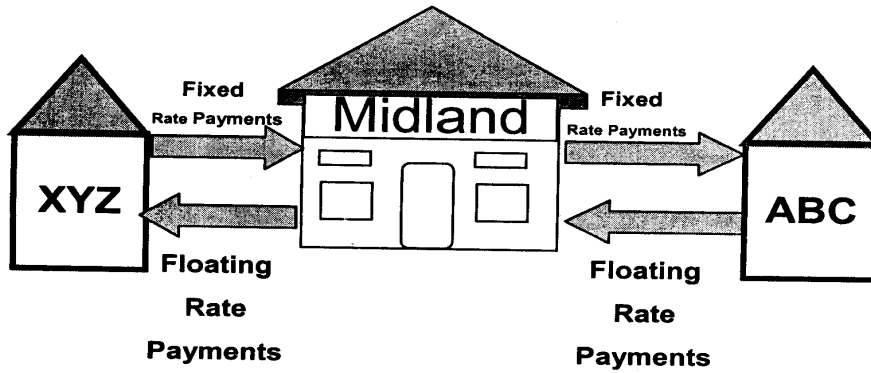 Fixed
Rate Payments
Midland
Fixed
Rate Payments
XYZ
ABC
Floating
Rate
Payments
Floating
Rate
Payments